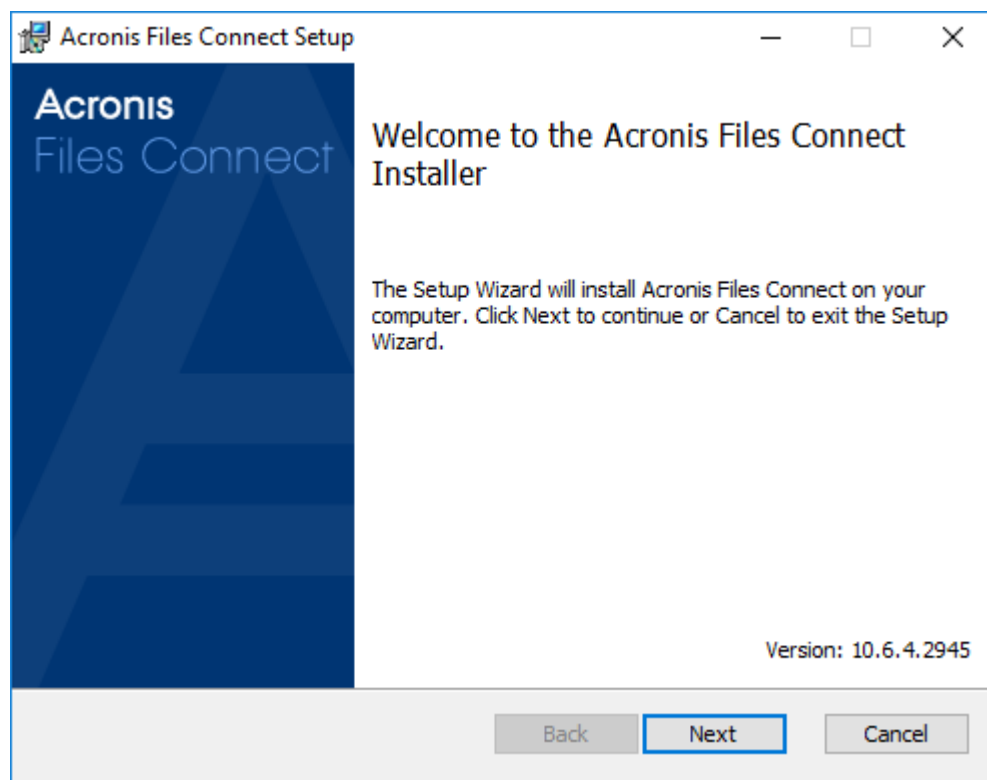 Acronis Files Connect Setup
Acronis
Files Connect
Welcome to the Acronis Files Connect
Installer
The Setup Wizard will install Acronis Files Connect on your
computer. Click Next to continue or Cancel to exit the Setup
Wizard.
Version: 10.6.4.2945
Back
Next
Cancel